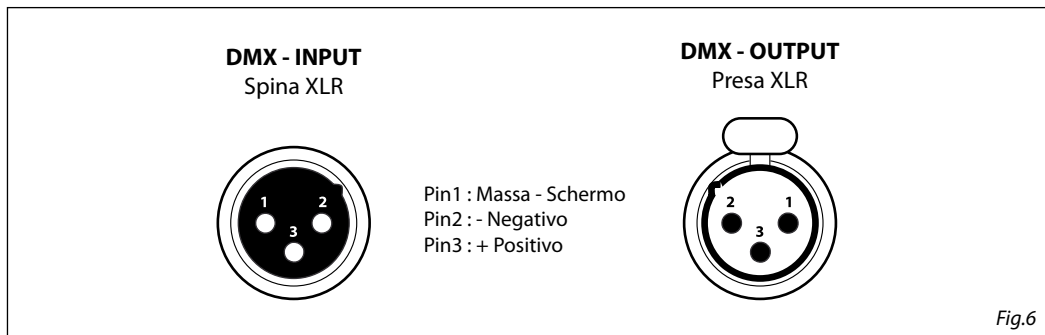 DMX - INPUT
Spina XLR
DMX - OUTPUT
Presa XLR
1 2
3
Pin1 : Massa - Schermo
Pin2 : - Negativo
Pin3 : + Positivo
2 1
3
Fig.6